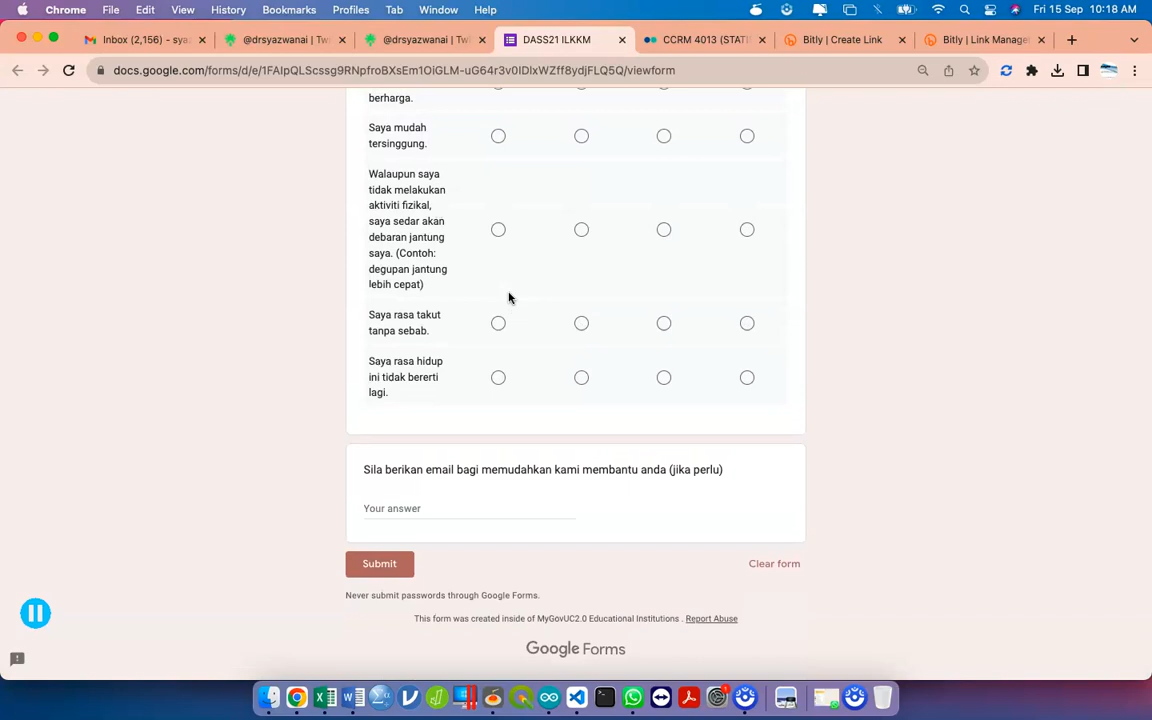 Chrome File Edit View History Bookmarks Profiles Tab Window Help Fri 15 Sep 10:18 AM
Inbox (2,156) - syaz @drsyazwanai | Twi @drsyazwanai | Twi DASS21 ILKKM CCRM 4013 (STATI Bitly | Create Link Bitly | Link Manage
docs.google.com/forms/d/e/1FAIpQLScssg9RNpfroBXsEm1OiGLM-uG64r3v0IDlxWZff8ydjFLQ5Q/viewform
berharga.
Saya mudah
tersinggung.
Walaupun saya
tidak melakukan
aktiviti fizikal,
saya sedar akan
debaran jantung
saya. (Contoh:
degupan jantung
lebih cepat)
Saya rasa takut
tanpa sebab.
Saya rasa hidup
ini tidak bererti
lagi.
Sila berikan email bagi memudahkan kami membantu anda (jika perlu)
Your answer
Submit
Clear form
Never submit passwords through Google Forms.
This form was created inside of MyGovUC2.0 Educational Institutions . Report Abuse
Google Forms